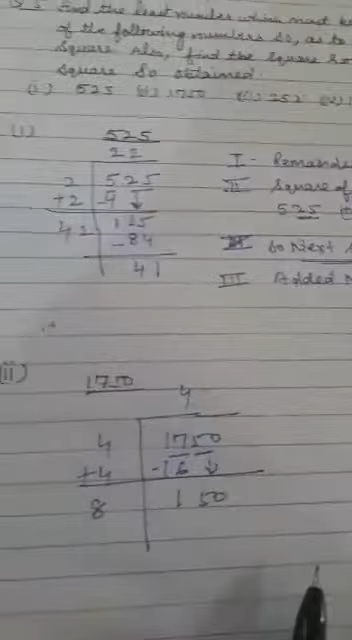 Q.5 Find the least number which must
of the following numbers so, as to
square Also, find the square
square so obtained.
(i) 525 (ii) 1750 (iii) 252
(i) 525
22
2 525
+2 -4 ↓
42 125
-84
41
I - Remainde
II Square of
525
III So Next
III Added
(ii) 1750
4
4 1750
+4 -16 ↓
8 150